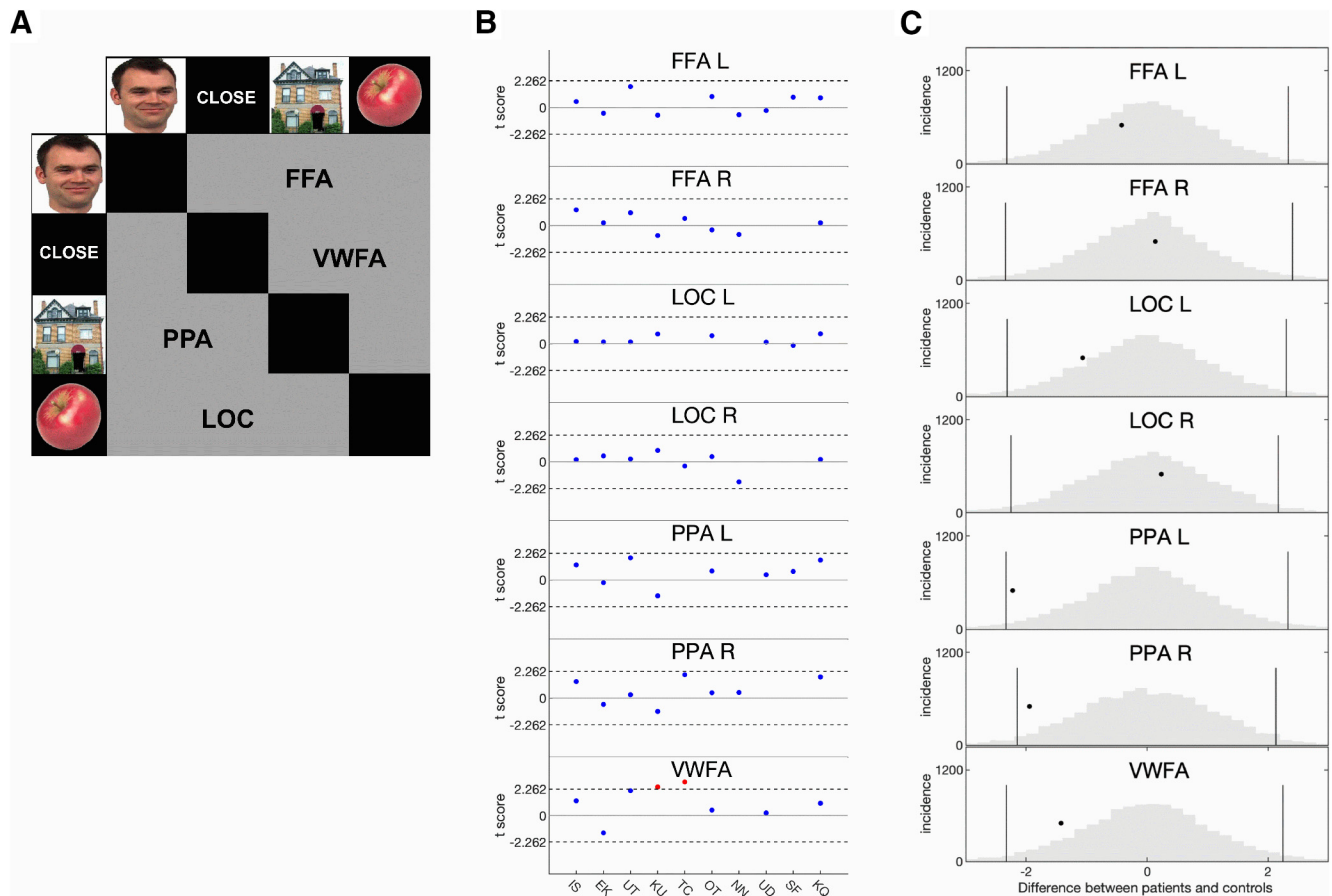 A
CLOSE
CLOSE
FFA
VWFA
PPA
LOC
B
FFA L
t score
2.262
0
-2.262
FFA R
t score
2.262
0
-2.262
LOC L
t score
2.262
0
-2.262
LOC R
t score
2.262
0
-2.262
PPA L
t score
2.262
0
-2.262
PPA R
t score
2.262
0
-2.262
VWFA
t score
2.262
0
-2.262
IS EK UT KU TC OT NN UD SF KQ
C
FFA L
incidence
1200
0
FFA R
incidence
1200
0
LOC L
incidence
1200
0
LOC R
incidence
1200
0
PPA L
incidence
1200
0
PPA R
incidence
1200
0
VWFA
incidence
1200
0
-2 0 2
Difference between patients and controls